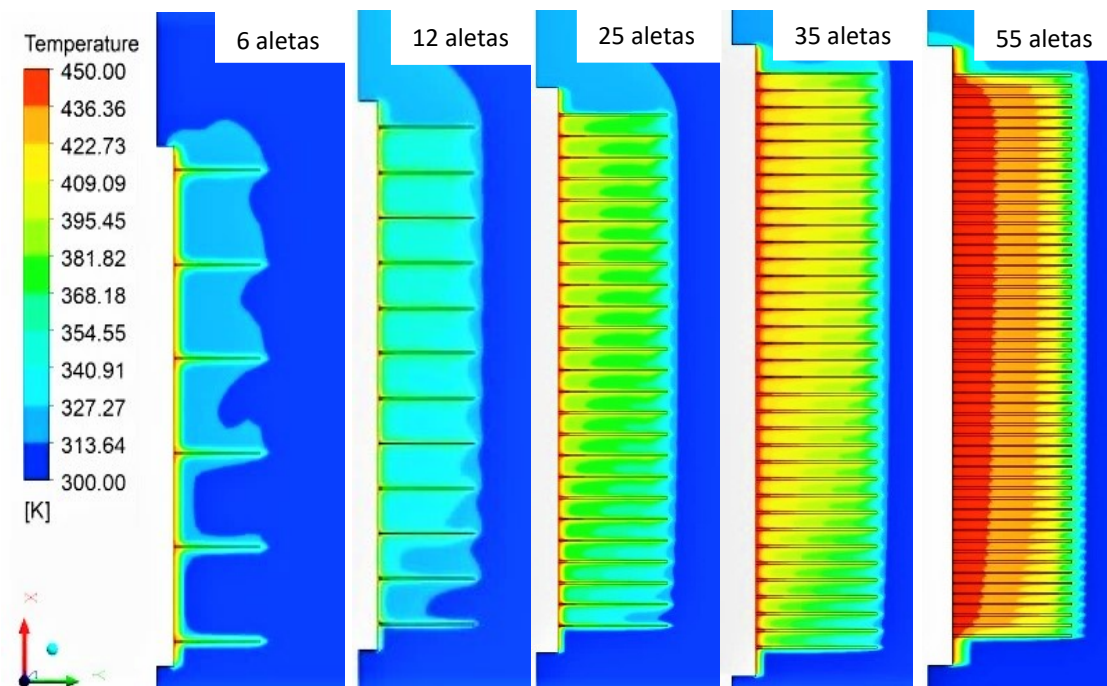 6 aletas
12 aletas
25 aletas
35 aletas
55 aletas
Temperature
450.00
436.36
422.73
409.09
395.45
381.82
368.18
354.55
340.91
327.27
313.64
300.00
[K]
X
Y